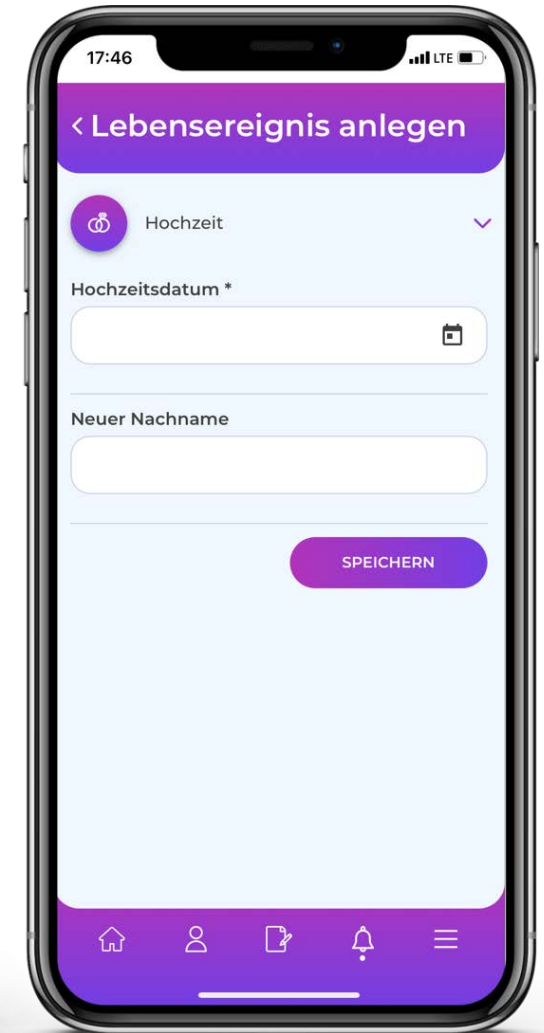 17:46
LTE
Lebensereignis anlegen
Hochzeit
Hochzeitsdatum *
Neuer Nachname
SPEICHERN